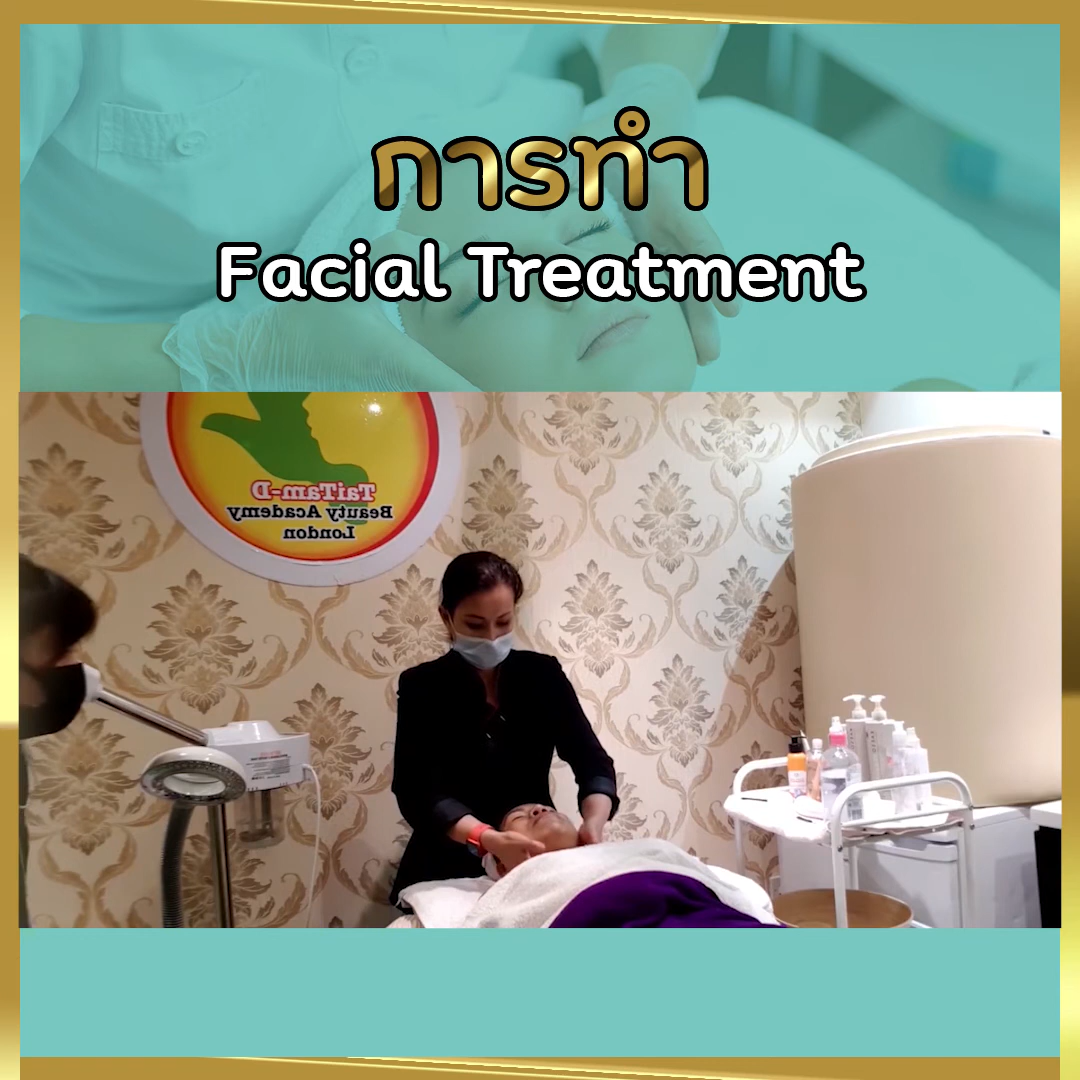 การทำ
Facial Treatment
TaiTam-D
Beauty Academy
London